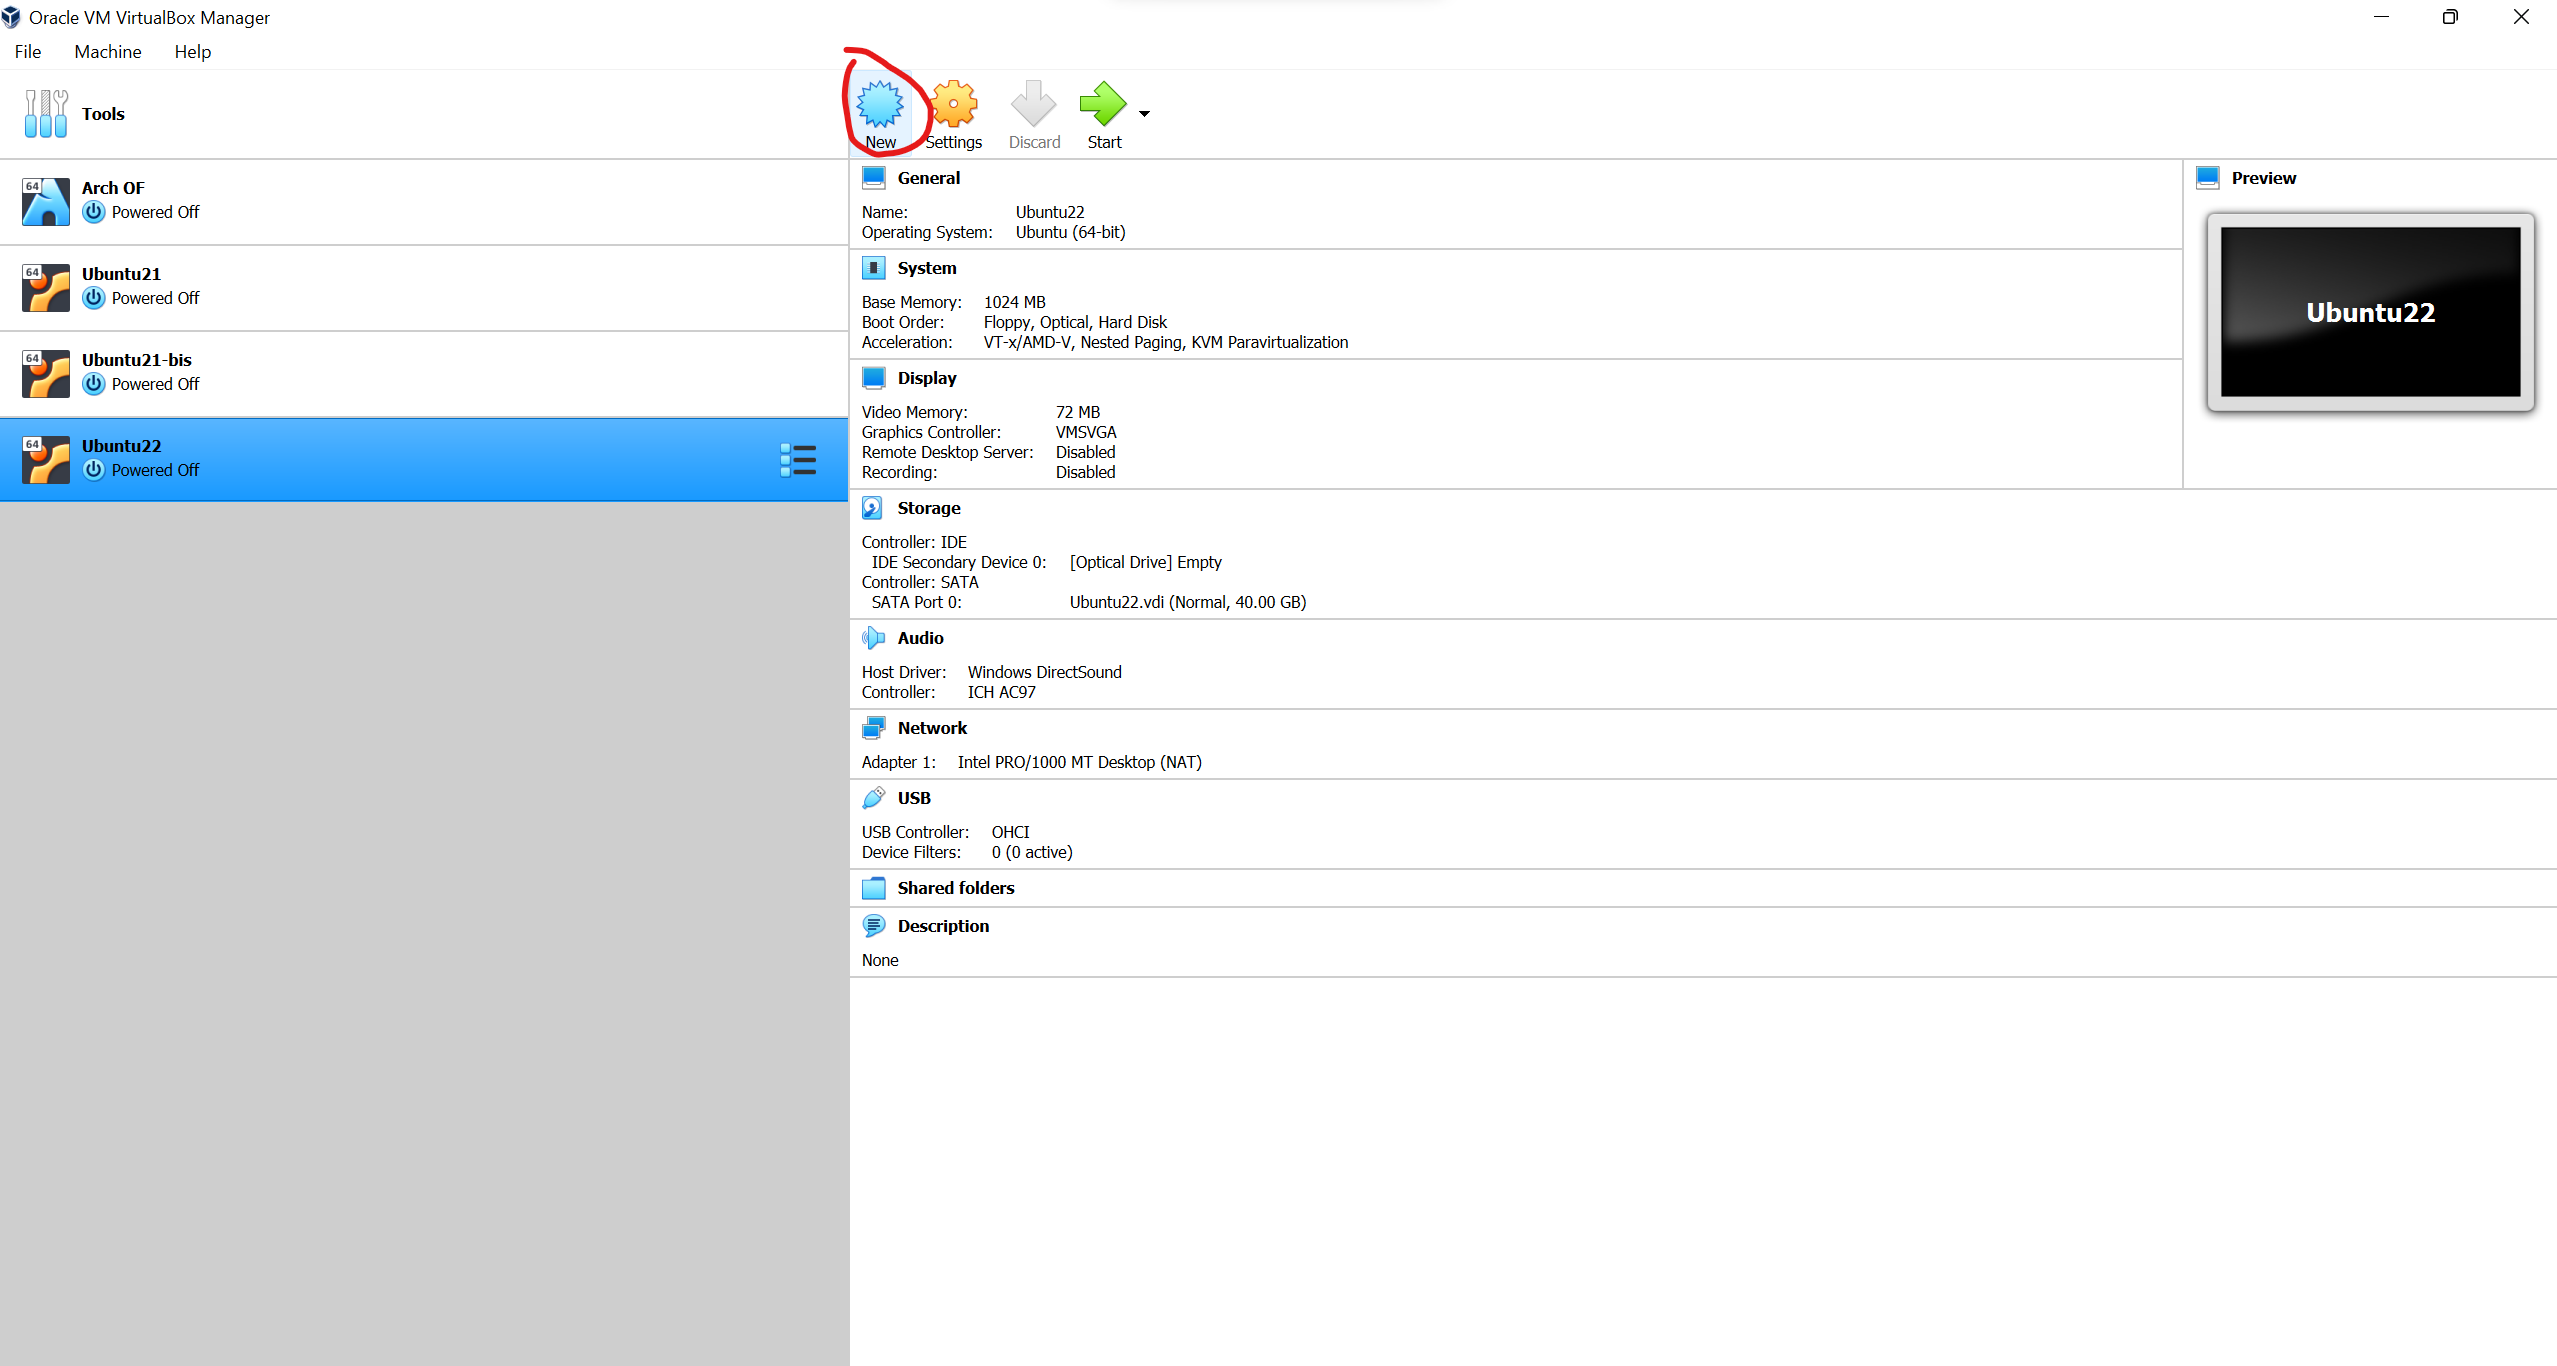 Oracle VM VirtualBox Manager
File Machine Help
Tools
New Settings Discard Start
64 Arch OF
Powered Off
64 Ubuntu21
Powered Off
64 Ubuntu21-bis
Powered Off
64 Ubuntu22
Powered Off
General
Name: Ubuntu22
Operating System: Ubuntu (64-bit)
System
Base Memory: 1024 MB
Boot Order: Floppy, Optical, Hard Disk
Acceleration: VT-x/AMD-V, Nested Paging, KVM Paravirtualization
Display
Video Memory: 72 MB
Graphics Controller: VMSVGA
Remote Desktop Server: Disabled
Recording: Disabled
Storage
Controller: IDE
IDE Secondary Device 0: [Optical Drive] Empty
Controller: SATA
SATA Port 0: Ubuntu22.vdi (Normal, 40.00 GB)
Audio
Host Driver: Windows DirectSound
Controller: ICH AC97
Network
Adapter 1: Intel PRO/1000 MT Desktop (NAT)
USB
USB Controller: OHCI
Device Filters: 0 (0 active)
Shared folders
Description
None
Preview
Ubuntu22